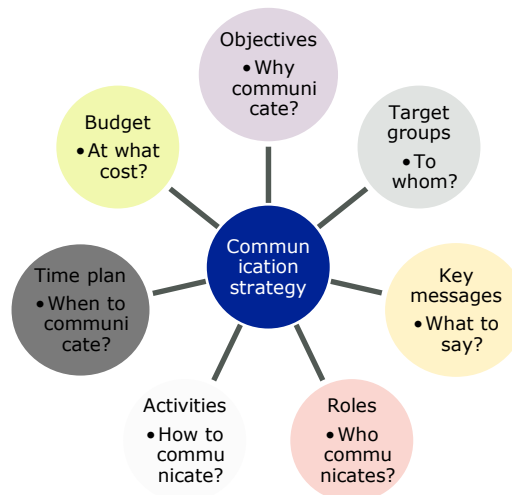 Objectives
• Why
communi
cate?
Target
groups
• To
whom?
Key
messages
• What to
say?
Roles
• Who
commu
nicates?
Activities
• How to
commu
nicate?
Time plan
• When to
communi
cate?
Budget
• At what
cost?
Commun
ication
strategy